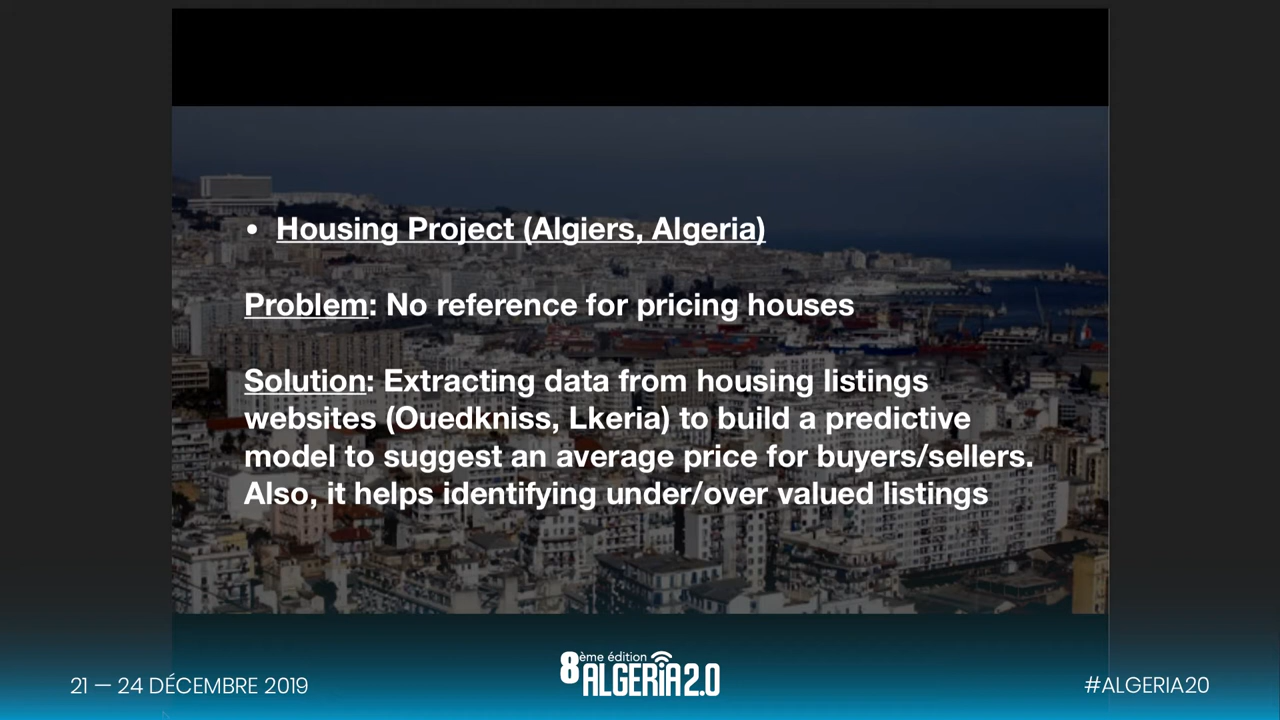 • Housing Project (Algiers, Algeria)
Problem: No reference for pricing houses
Solution: Extracting data from housing listings
websites (Ouedkniss, Lkeria) to build a predictive
model to suggest an average price for buyers/sellers.
Also, it helps identifying under/over valued listings
21 — 24 DÉCEMBRE 2019
8ème édition
ALGERiA 2.0
#ALGERIA20